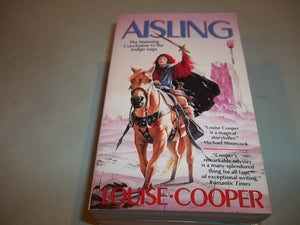 AISLING
The Stunning
Conclusion to the
Indigo Saga
"Louise Cooper
is a magical
storyteller."
—Michael Moorcock
"Cooper's
remarkable odyssey
is a many-splendored
thing for all fans
of exceptional
writing."
—Romantic Times
LOUISE·COOPER